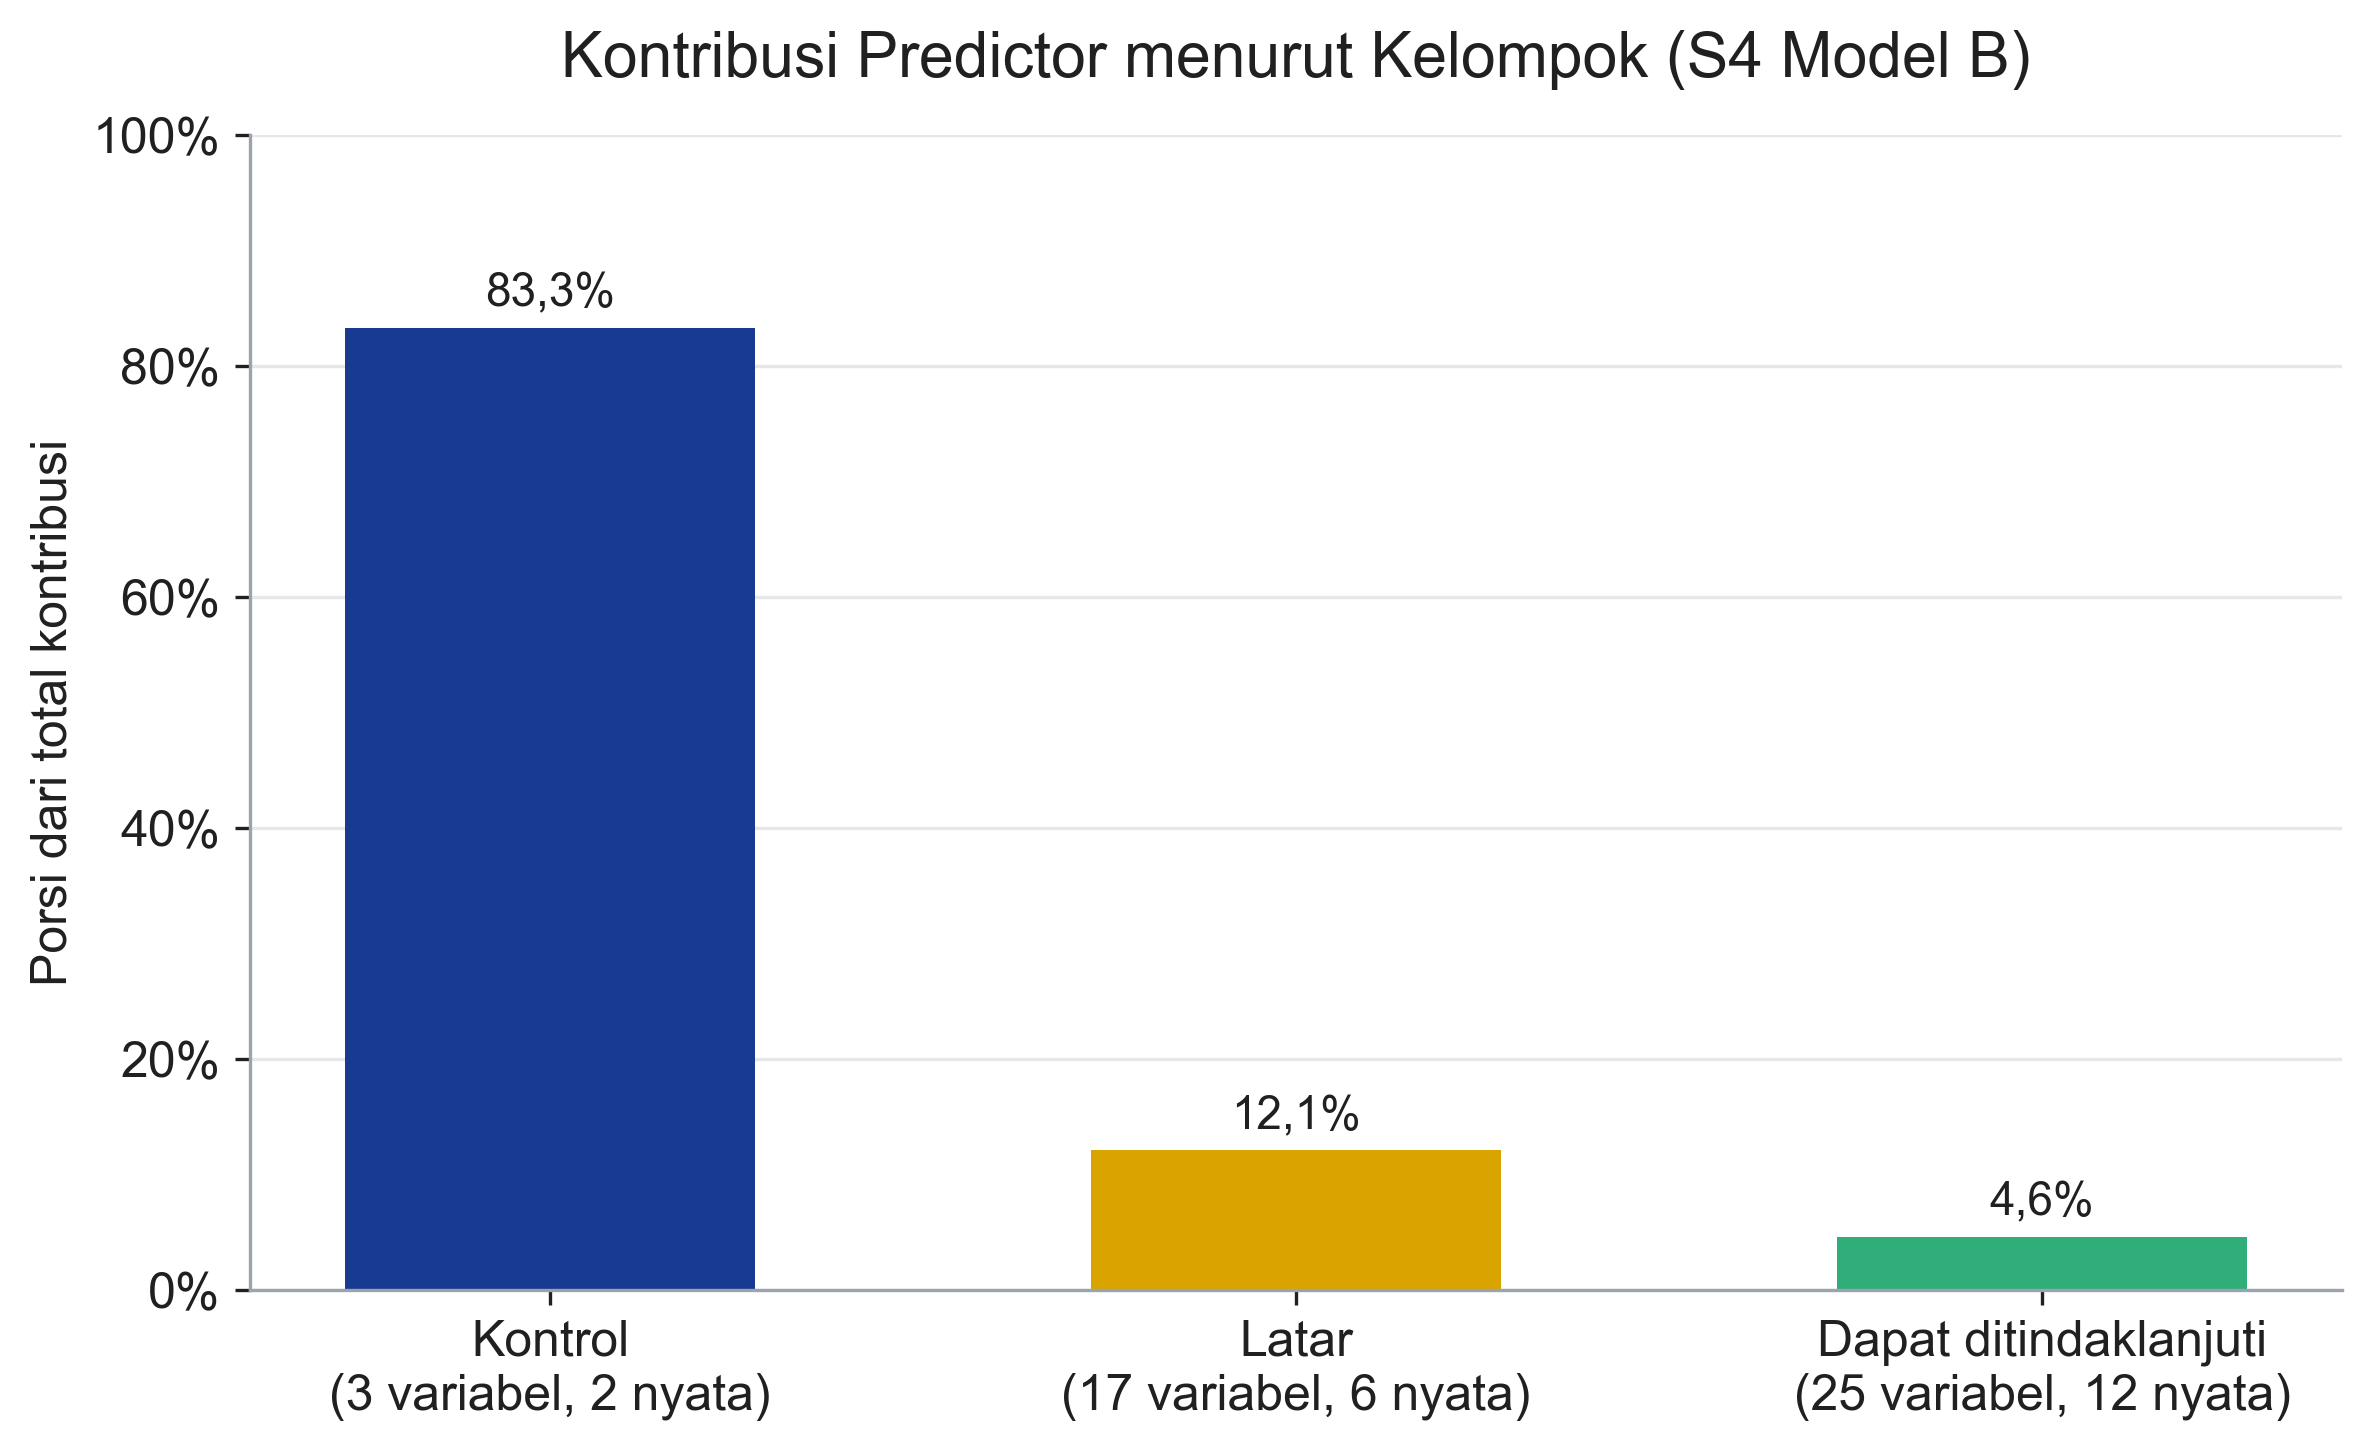 Kontribusi Predictor menurut Kelompok (S4 Model B)
Porsi dari total kontribusi
100%
80%
60%
40%
20%
0%
83,3%
12,1%
4,6%
Kontrol
(3 variabel, 2 nyata)
Latar
(17 variabel, 6 nyata)
Dapat ditindaklanjuti
(25 variabel, 12 nyata)